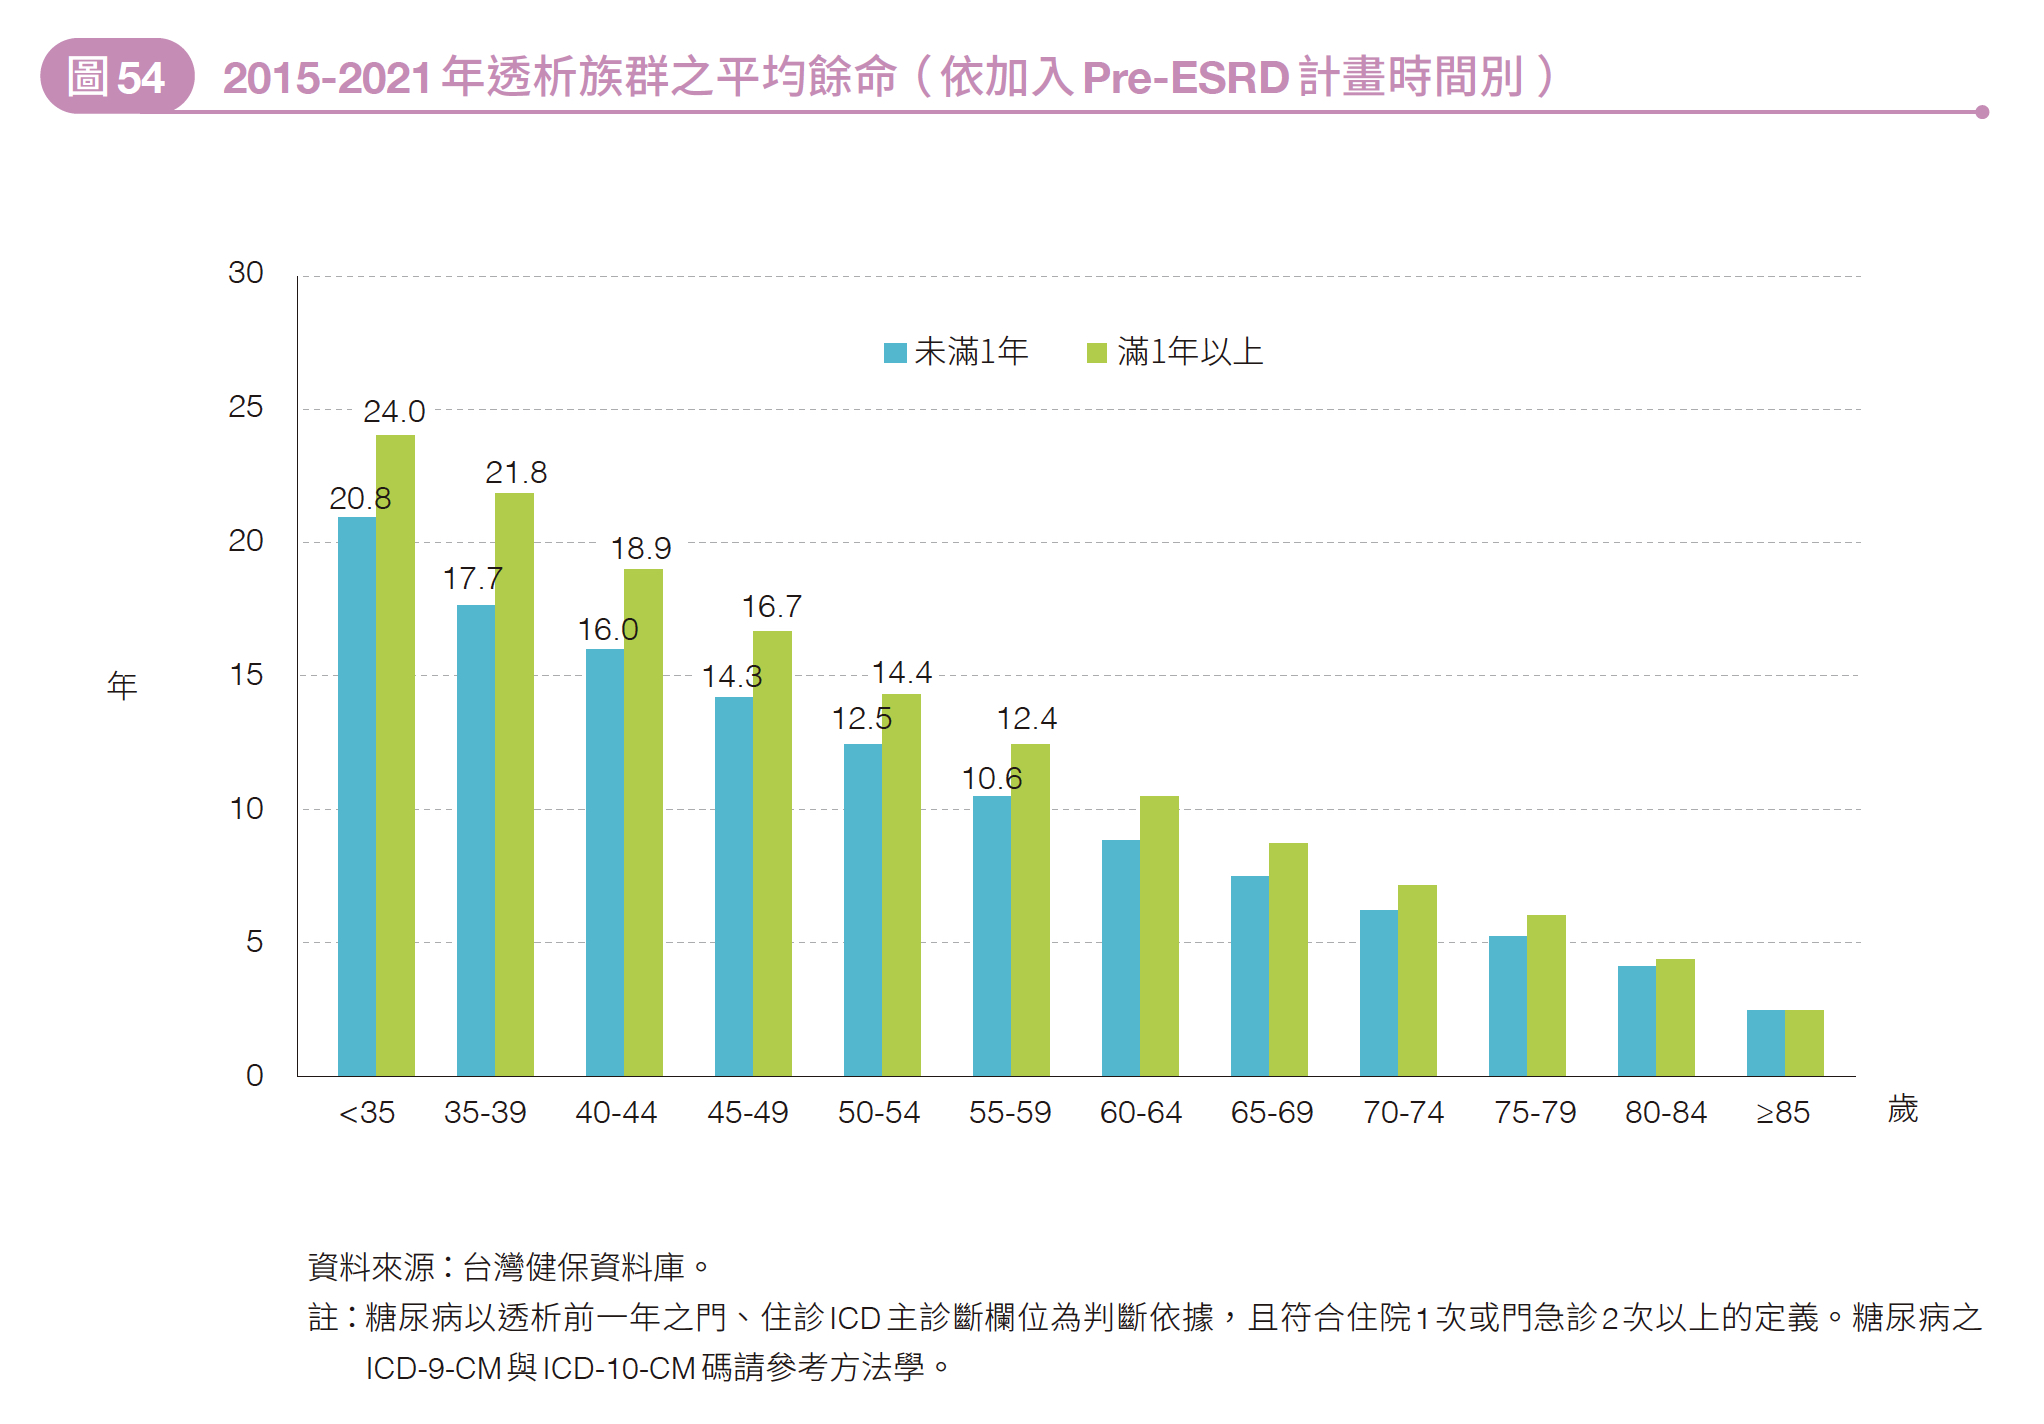 圖54 2015-2021年透析族群之平均餘命（依加入Pre-ESRD計畫時間別）
30
未滿1年 滿1年以上
25
24.0
21.8
20.8
20
18.9
17.7
16.7
16.0
年
15
14.3
14.4
12.5
12.4
10.6
10
5
0
<35 35-39 40-44 45-49 50-54 55-59 60-64 65-69 70-74 75-79 80-84 ≥85 歲
資料來源：台灣健保資料庫。
註：糖尿病以透析前一年之門、住診ICD主診斷欄位為判斷依據，且符合住院1次或門急診2次以上的定義。糖尿病之
ICD-9-CM與ICD-10-CM碼請參考方法學。